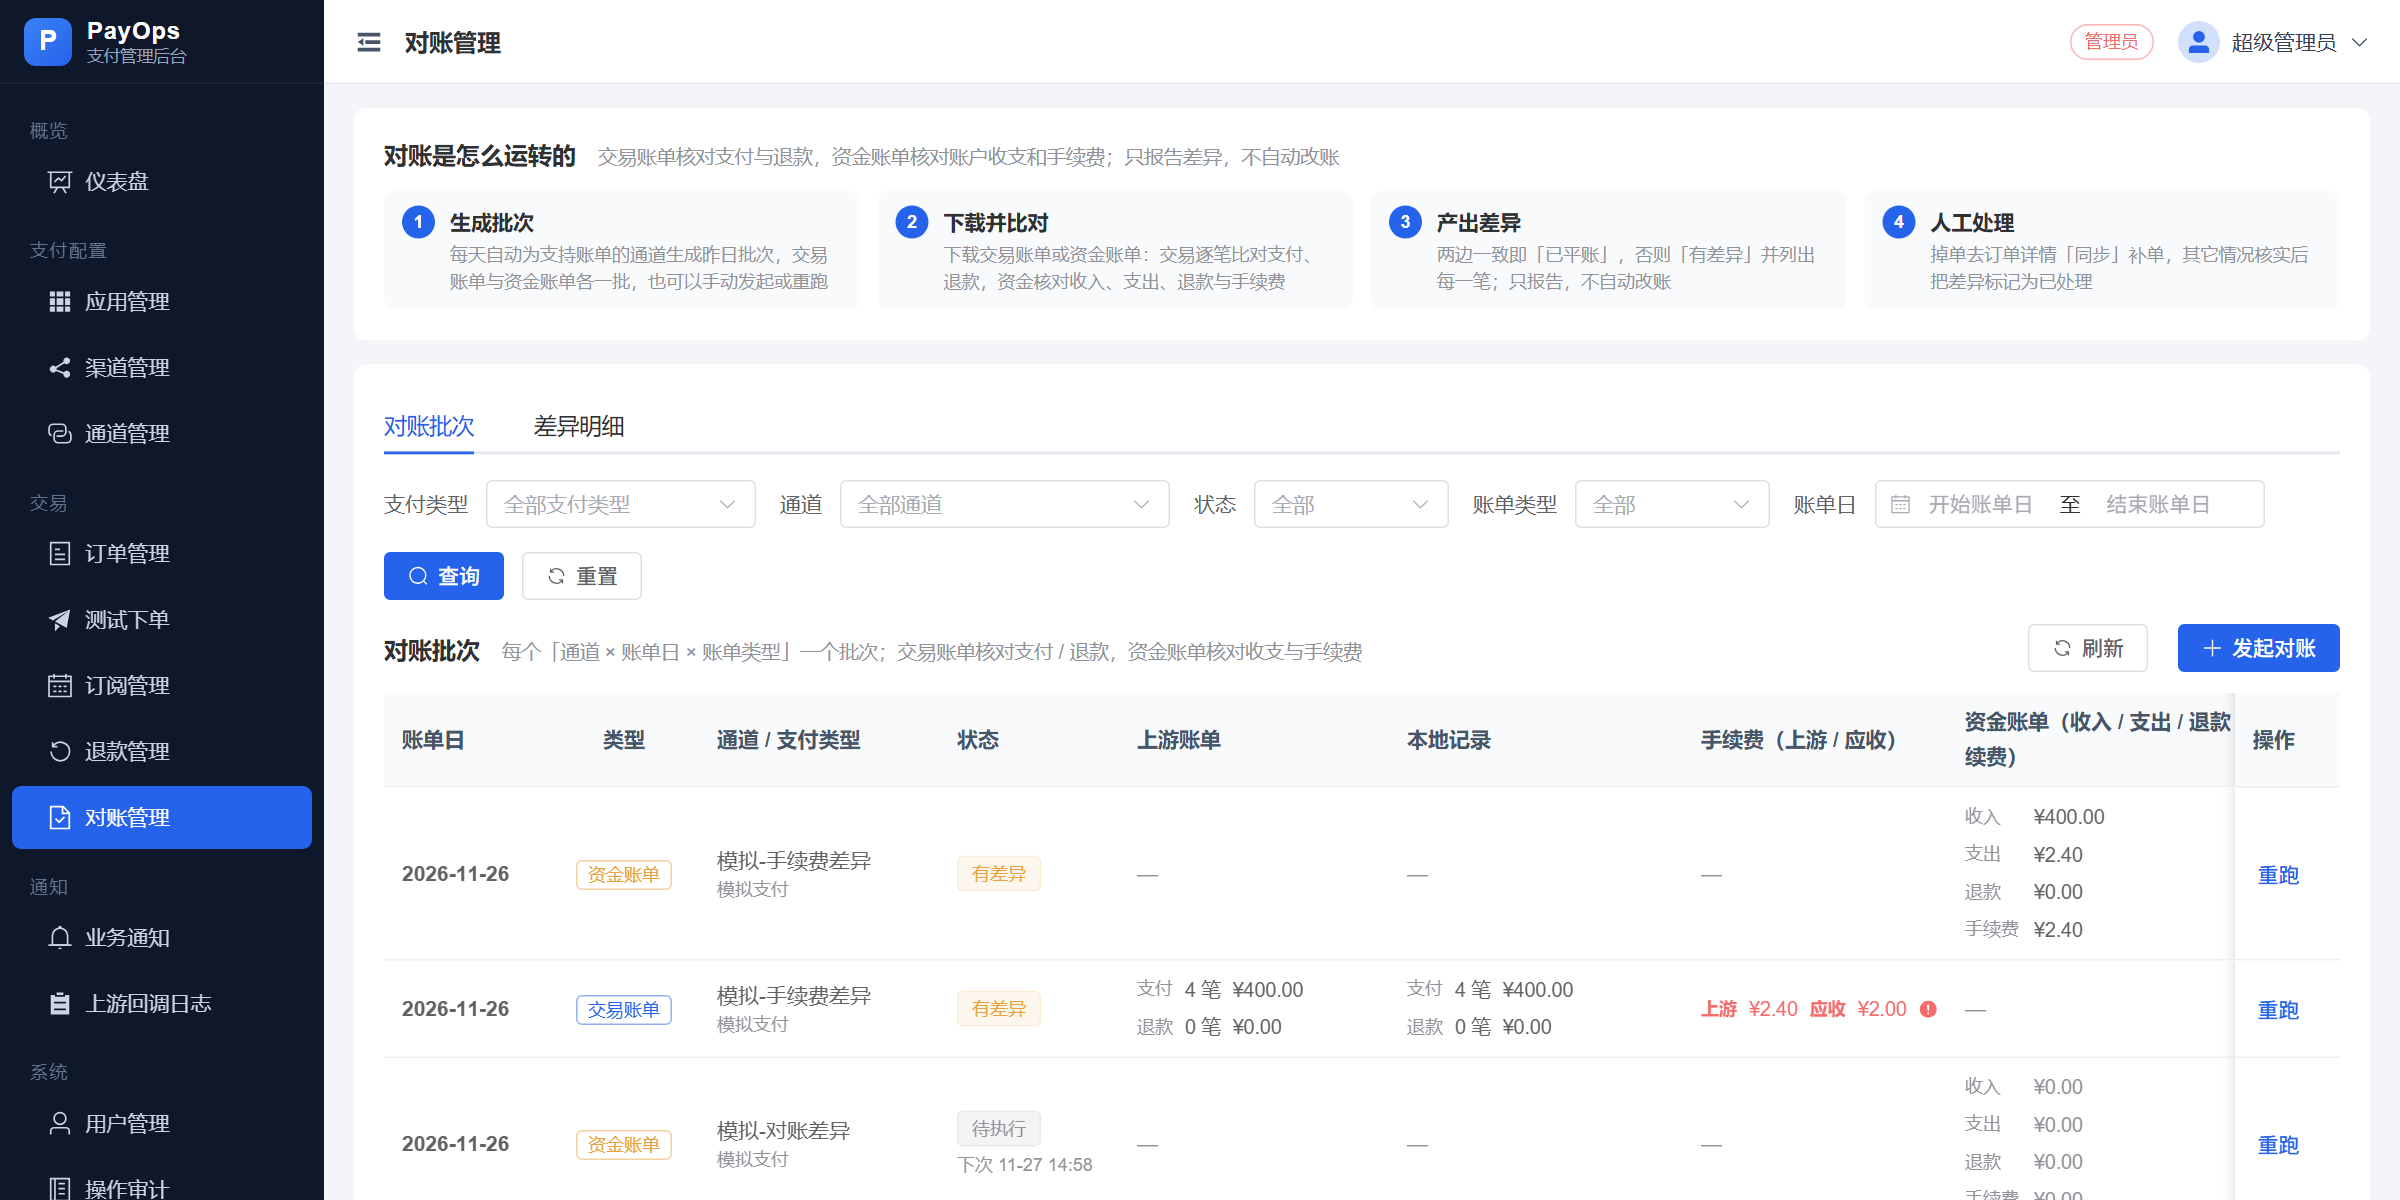 P
PayOps
支付管理后台
对账管理
管理员
超级管理员
概览
仪表盘
支付配置
应用管理
渠道管理
通道管理
交易
订单管理
测试下单
订阅管理
退款管理
对账管理
通知
业务通知
上游回调日志
系统
用户管理
操作审计
对账是怎么运转的 交易账单核对支付与退款，资金账单核对账户收支和手续费；只报告差异，不自动改账
1 生成批次
每天自动为支持账单的通道生成昨日批次，交易
账单与资金账单各一批，也可以手动发起或重跑
2 下载并比对
下载交易账单或资金账单：交易逐笔比对支付、
退款，资金核对收入、支出、退款与手续费
3 产出差异
两边一致即「已平账」，否则「有差异」并列出
每一笔；只报告，不自动改账
4 人工处理
掉单去订单详情「同步」补单，其它情况核实后
把差异标记为已处理
对账批次 差异明细
支付类型 全部支付类型 通道 全部通道 状态 全部 账单类型 全部 账单日 开始账单日 至 结束账单日
查询 重置
对账批次 每个「通道 × 账单日 × 账单类型」一个批次；交易账单核对支付 / 退款，资金账单核对收支与手续费
刷新 发起对账
账单日 类型 通道 / 支付类型 状态 上游账单 本地记录 手续费（上游 / 应收） 资金账单（收入 / 支出 / 退款 操作
续费）
2026-11-26 资金账单 模拟-手续费差异 有差异 — — — 重跑
模拟支付
收入 ¥400.00
支出 ¥2.40
退款 ¥0.00
手续费 ¥2.40
2026-11-26 交易账单 模拟-手续费差异 有差异 支付 4 笔 ¥400.00 支付 4 笔 ¥400.00 上游 ¥2.40 应收 ¥2.00 — 重跑
模拟支付 退款 0 笔 ¥0.00 退款 0 笔 ¥0.00
2026-11-26 资金账单 模拟-对账差异 待执行 — — — 重跑
模拟支付 下次 11-27 14:58
收入 ¥0.00
支出 ¥0.00
退款 ¥0.00
手续费 ¥0.00